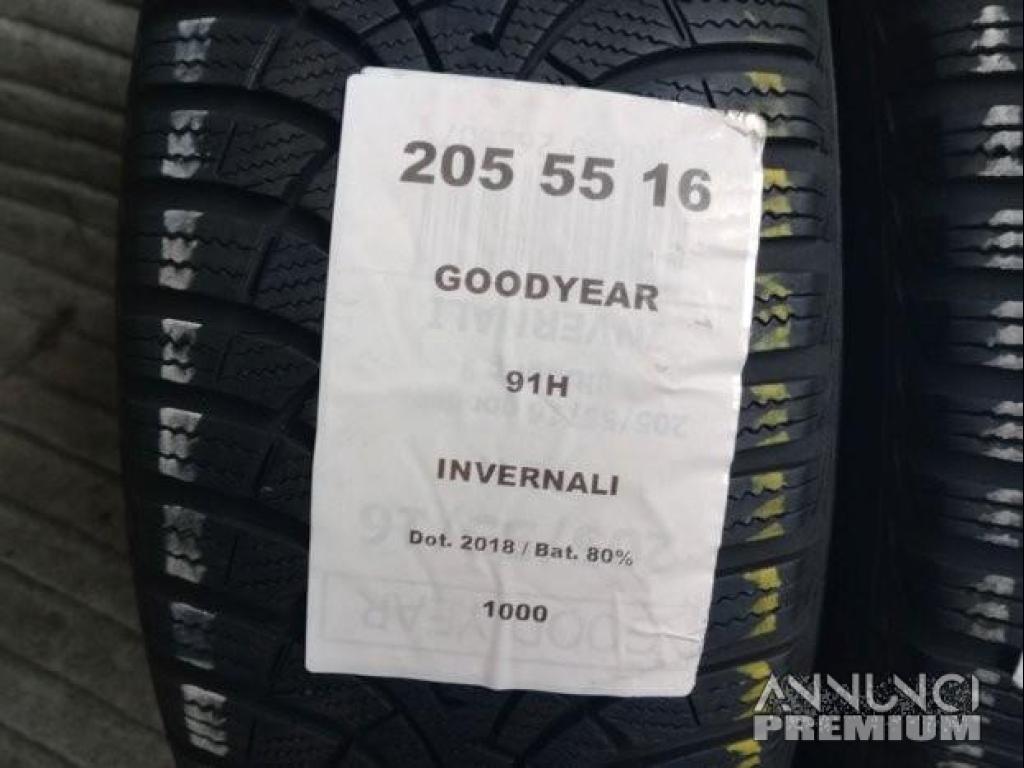 205 55 16
GOODYEAR
91H
INVERNALI
Dot. 2018 / Bat. 80%
1000
ANNUNCI
PREMIUM